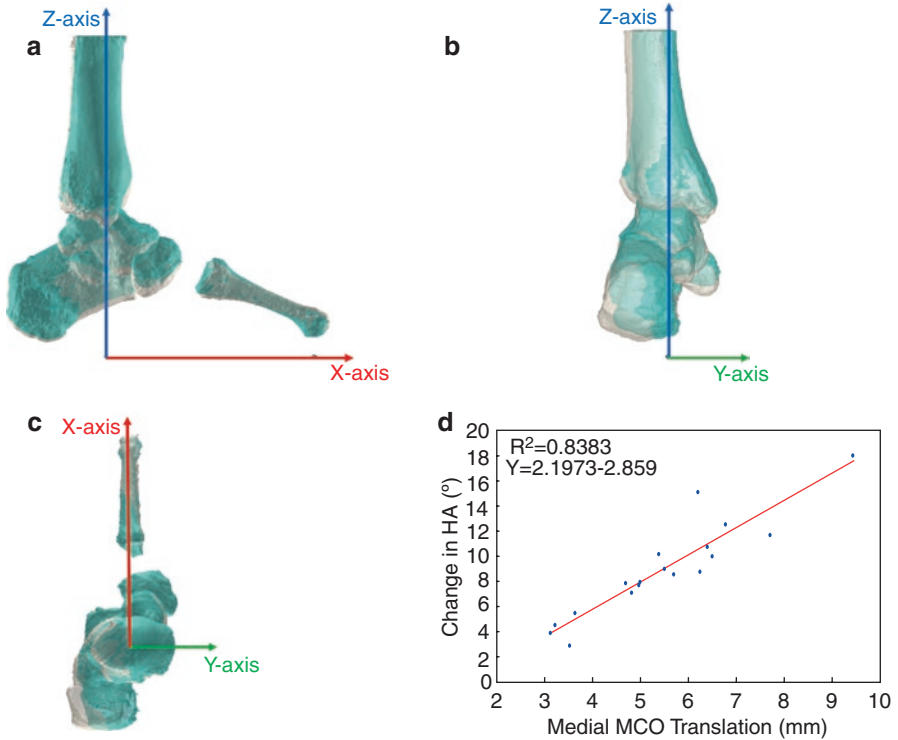 a
Z-axis
X-axis
b
Z-axis
Y-axis
c
X-axis
Y-axis
d
R²=0.8383
Y=2.1973-2.859
Change in HA (°)
20
18
16
14
12
10
8
6
4
2
0
2 3 4 5 6 7 8 9 10
Medial MCO Translation (mm)